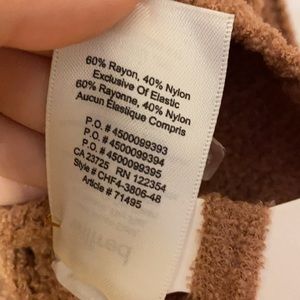 60% Rayon, 40% Nylon
Exclusive Of Elastic
60% Rayonne, 40% Nylon
Aucun Élastique Compris
P.O. # 4500099393
P.O. # 4500099394
P.O. # 4500099395
CA 23725 RN 122354
Style # CHF4-3806-48
Article # 71495